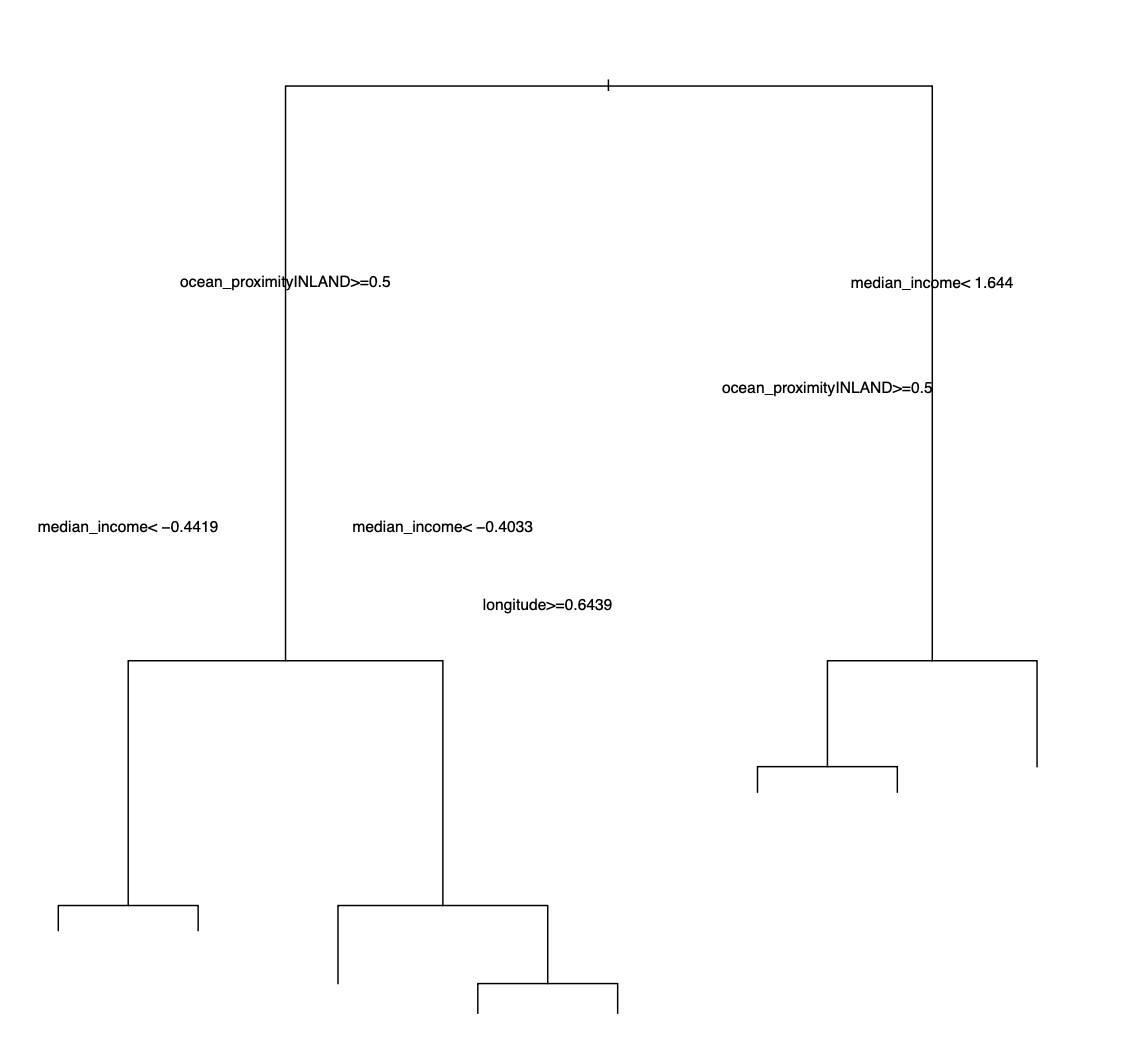 ocean_proximityINLAND>=0.5
median_income< 1.644
ocean_proximityINLAND>=0.5
median_income< −0.4419
median_income< −0.4033
longitude>=0.6439